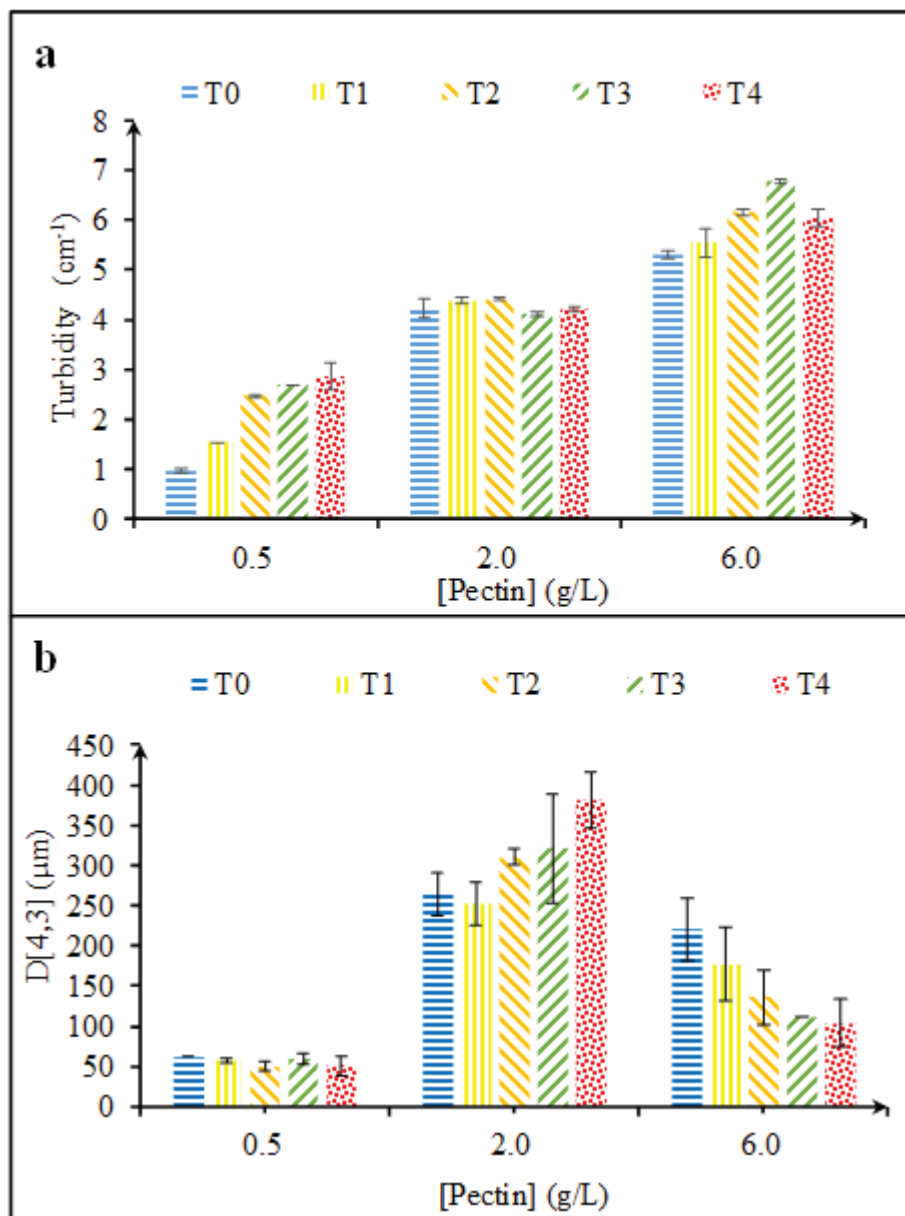 a
T0 T1 T2 T3 T4
8
7
6
5
4
3
2
1
0
Turbidity (cm⁻¹)
0.5 2.0 6.0
[Pectin] (g/L)
b
T0 T1 T2 T3 T4
450
400
350
300
250
200
150
100
50
0
D[4,3] (µm)
0.5 2.0 6.0
[Pectin] (g/L)